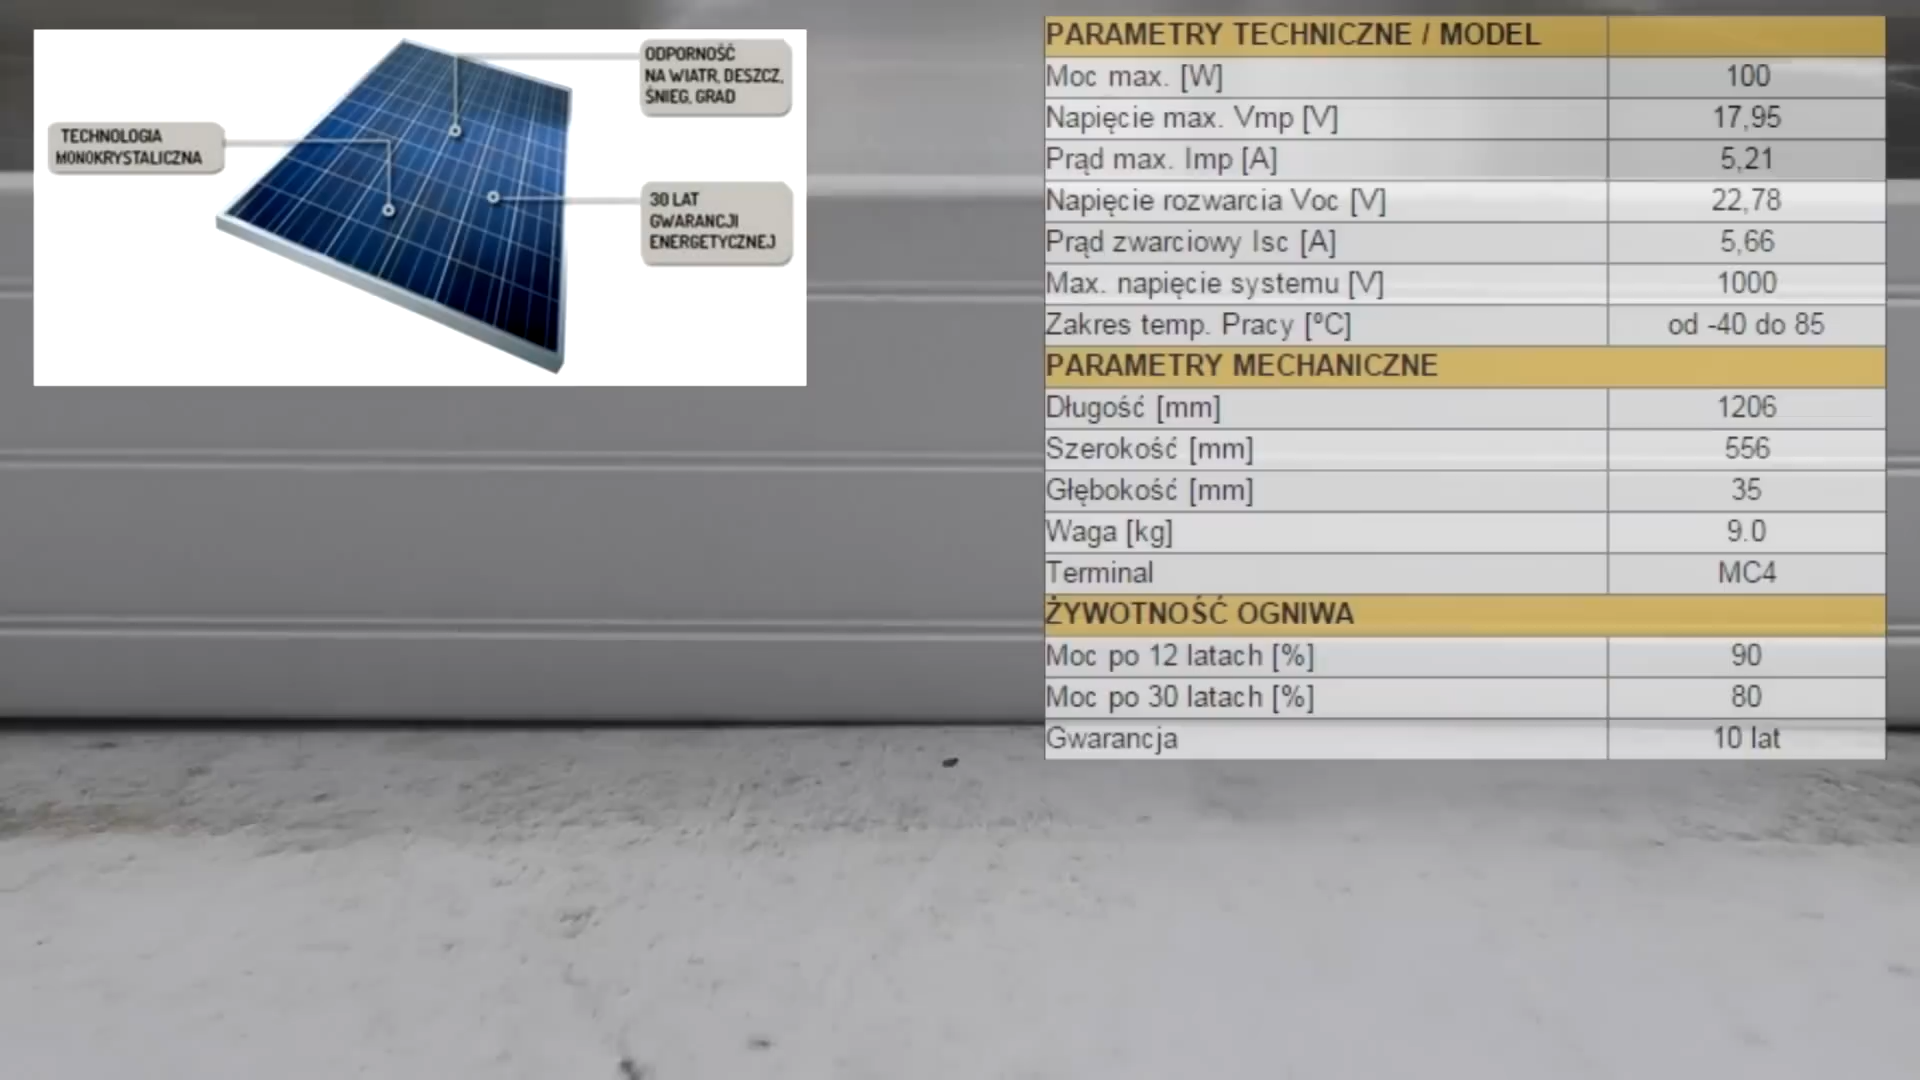 ODPORNOŚĆ
NA WIATR, DESZCZ,
ŚNIEG, GRAD
TECHNOLOGIA
MONOKRYSTALICZNA
30 LAT
GWARANCJI
ENERGETYCZNEJ
PARAMETRY TECHNICZNE / MODEL
Moc max. [W] 100
Napięcie max. Vmp [V] 17,95
Prąd max. Imp [A] 5,21
Napięcie rozwarcia Voc [V] 22,78
Prąd zwarciowy Isc [A] 5,66
Max. napięcie systemu [V] 1000
Zakres temp. Pracy [ºC] od -40 do 85
PARAMETRY MECHANICZNE
Długość [mm] 1206
Szerokość [mm] 556
Głębokość [mm] 35
Waga [kg] 9.0
Terminal MC4
ŻYWOTNOŚĆ OGNIWA
Moc po 12 latach [%] 90
Moc po 30 latach [%] 80
Gwarancja 10 lat